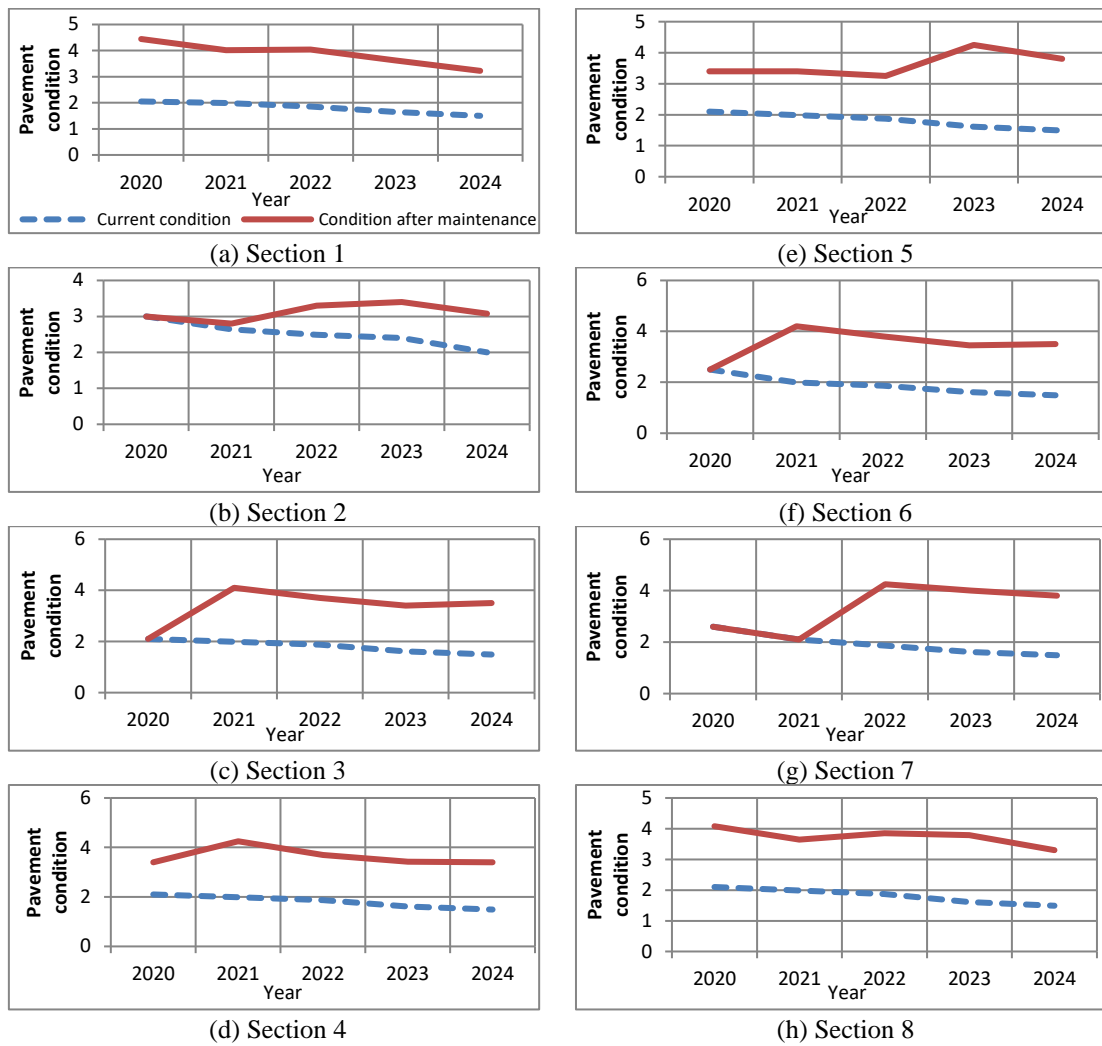 Pavement
condition
5
4
3
2
1
0
2020 2021 2022 2023 2024
Year
Current condition Condition after maintenance
(a) Section 1
Pavement
condition
4
3
2
1
0
2020 2021 2022 2023 2024
Year
(b) Section 2
Pavement
condition
6
4
2
0
2020 2021 2022 2023 2024
Year
(c) Section 3
Pavement
condition
6
4
2
0
2020 2021 2022 2023 2024
Year
(d) Section 4
Pavement
condition
5
4
3
2
1
0
2020 2021 2022 2023 2024
Year
(e) Section 5
Pavement
condition
6
4
2
0
2020 2021 2022 2023 2024
Year
(f) Section 6
Pavement
condition
6
4
2
0
2020 2021 2022 2023 2024
Year
(g) Section 7
Pavement
condition
5
4
3
2
1
0
2020 2021 2022 2023 2024
Year
(h) Section 8